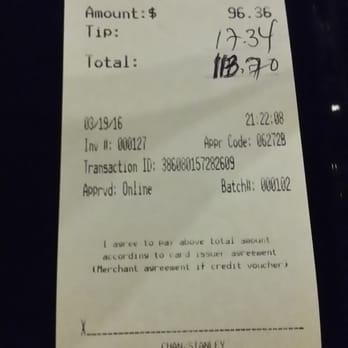 Amount:$ 96.36
Tip: 17.34
Total: 113.70
03/19/16 21:22:08
Inv #: 000127 Appr Code: 06272B
Transaction ID: 386080157282609
Apprvd: Online Batch#: 000102
I agree to pay above total amount
according to card issuer agreement
(Merchant agreement if credit voucher)
X
CHAN/STANLEY